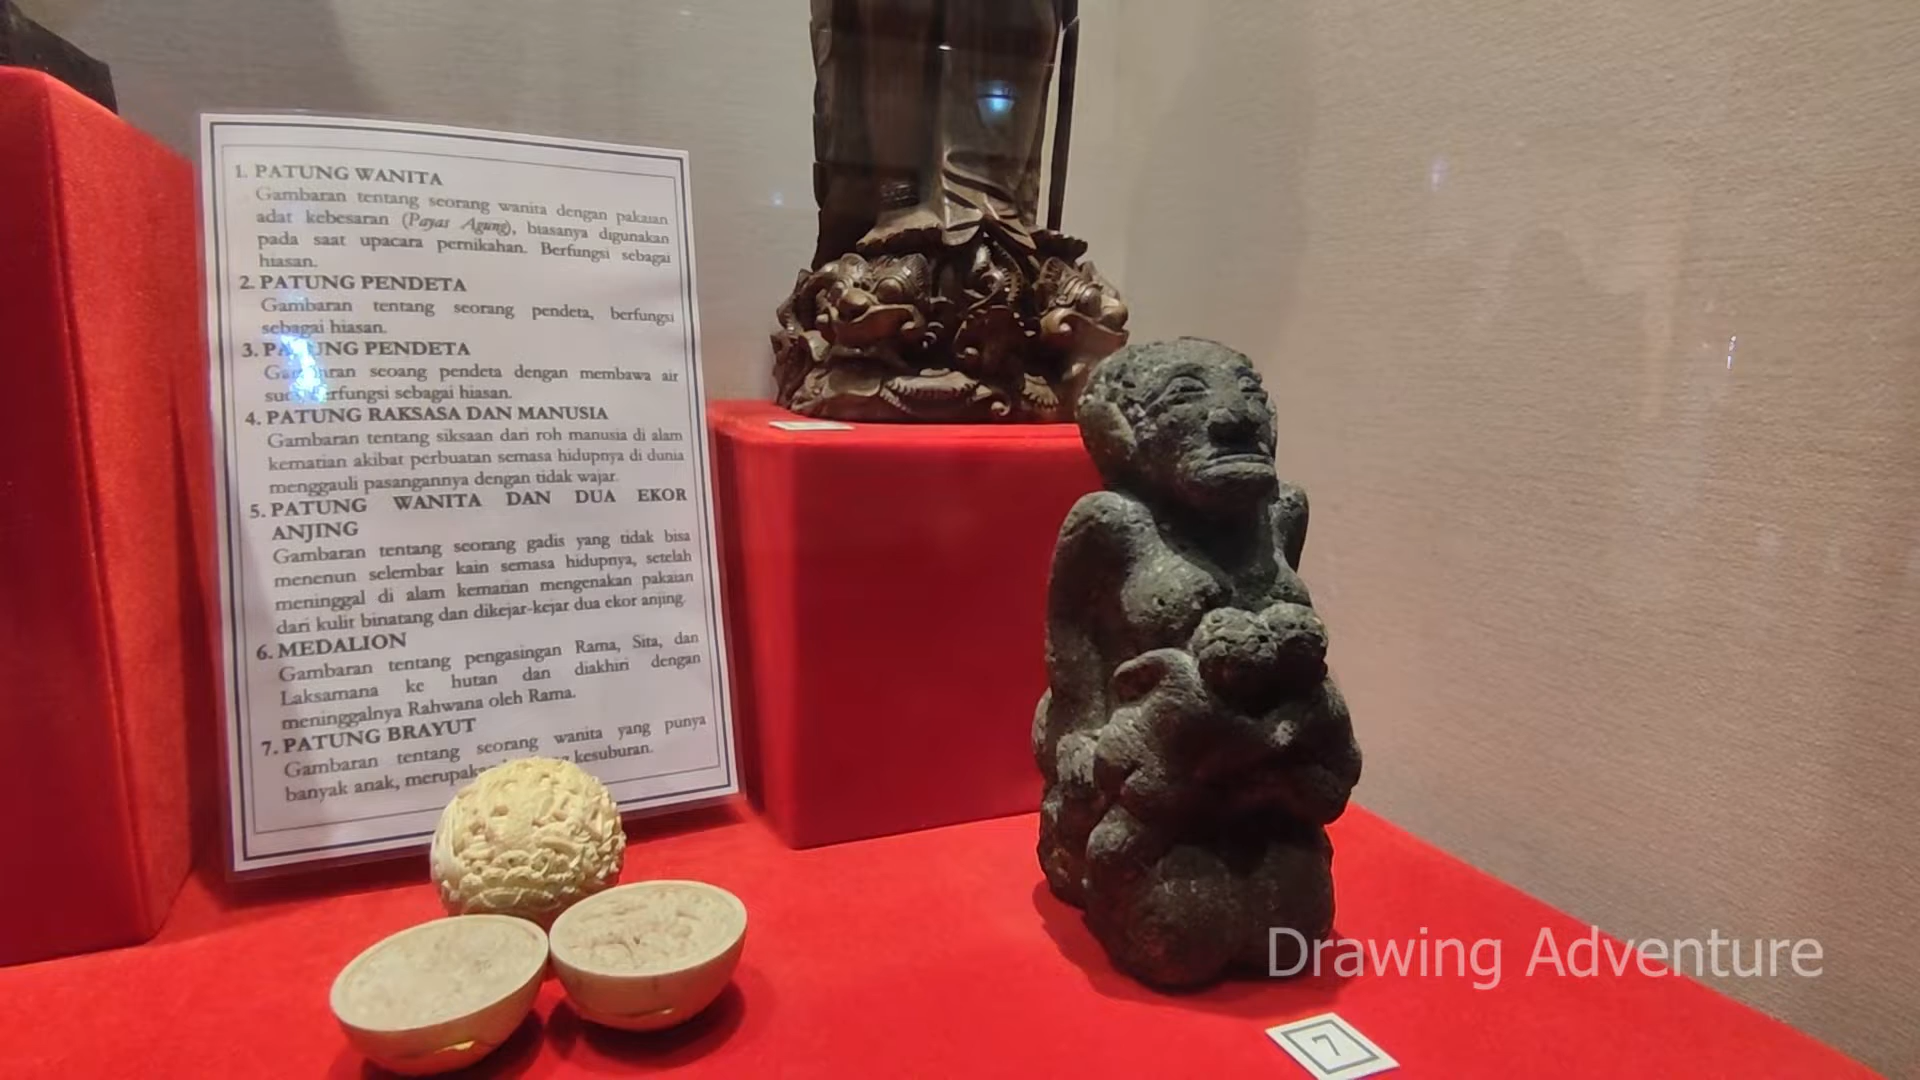 1. PATUNG WANITA
Gambaran tentang seorang wanita dengan pakaian
adat kebesaran (Payas Agung), biasanya digunakan
pada saat upacara pernikahan. Berfungsi sebagai
hiasan.
2. PATUNG PENDETA
Gambaran tentang seorang pendeta, berfungsi
sebagai hiasan.
3. PATUNG PENDETA
seoang pendeta dengan membawa air
hiasan.
4. PATUNG RAKSASA DAN MANUSIA
Gambaran tentang siksaan dari roh manusia di alam
kematian akibat perbuatan semasa hidupnya di dunia
menggauli pasangannya dengan tidak wajar.
5. PATUNG WANITA DAN DUA EKOR
ANJING
Gambaran tentang seorang gadis yang tidak bisa
menenun selembar kain semasa hidupnya, setelah
meninggal di alam kematian mengenakan pakaian
dari kulit binatang dan dikejar-kejar dua ekor anjing.
6. MEDALION
Gambaran tentang pengasingan Rama, Sita, dan
Laksamana ke hutan dan diakhiri dengan
meninggalnya Rahwana oleh Rama.
7. PATUNG BRAYUT
Gambaran tentang seorang wanita yang punya
banyak anak, kesuburan.
Drawing Adventure
7